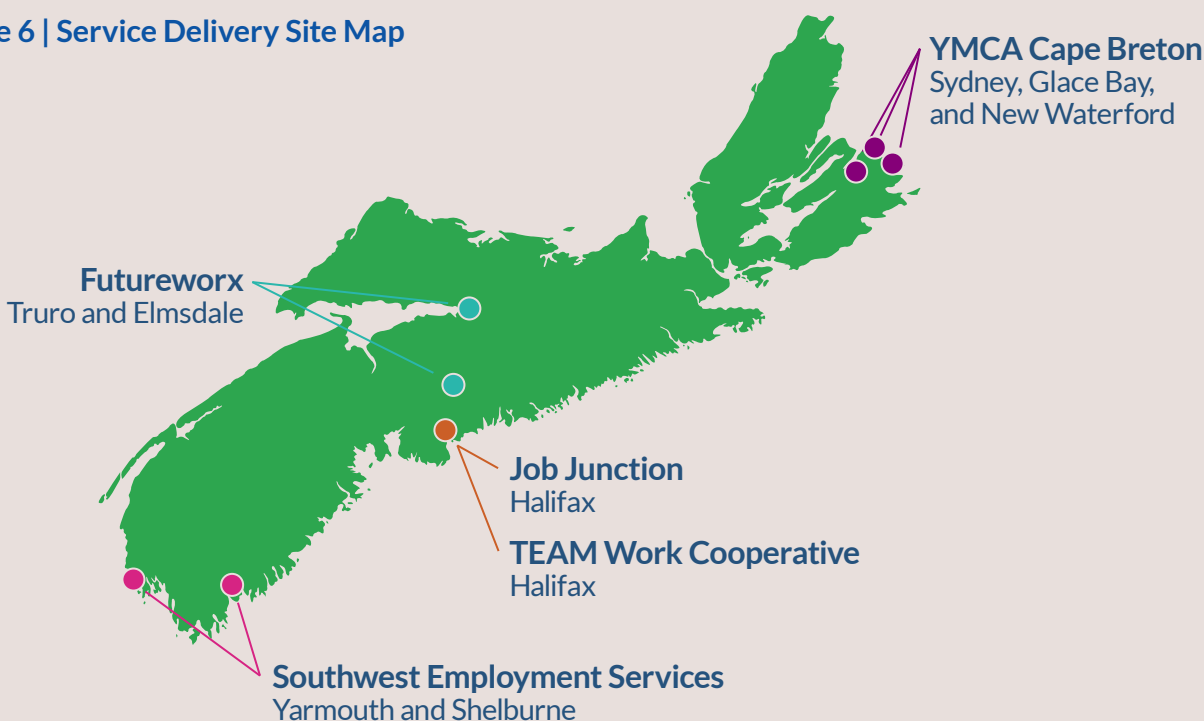 e 6 | Service Delivery Site Map
YMCA Cape Breton
Sydney, Glace Bay,
and New Waterford
Futureworx
Truro and Elmsdale
Job Junction
Halifax
TEAM Work Cooperative
Halifax
Southwest Employment Services
Yarmouth and Shelburne